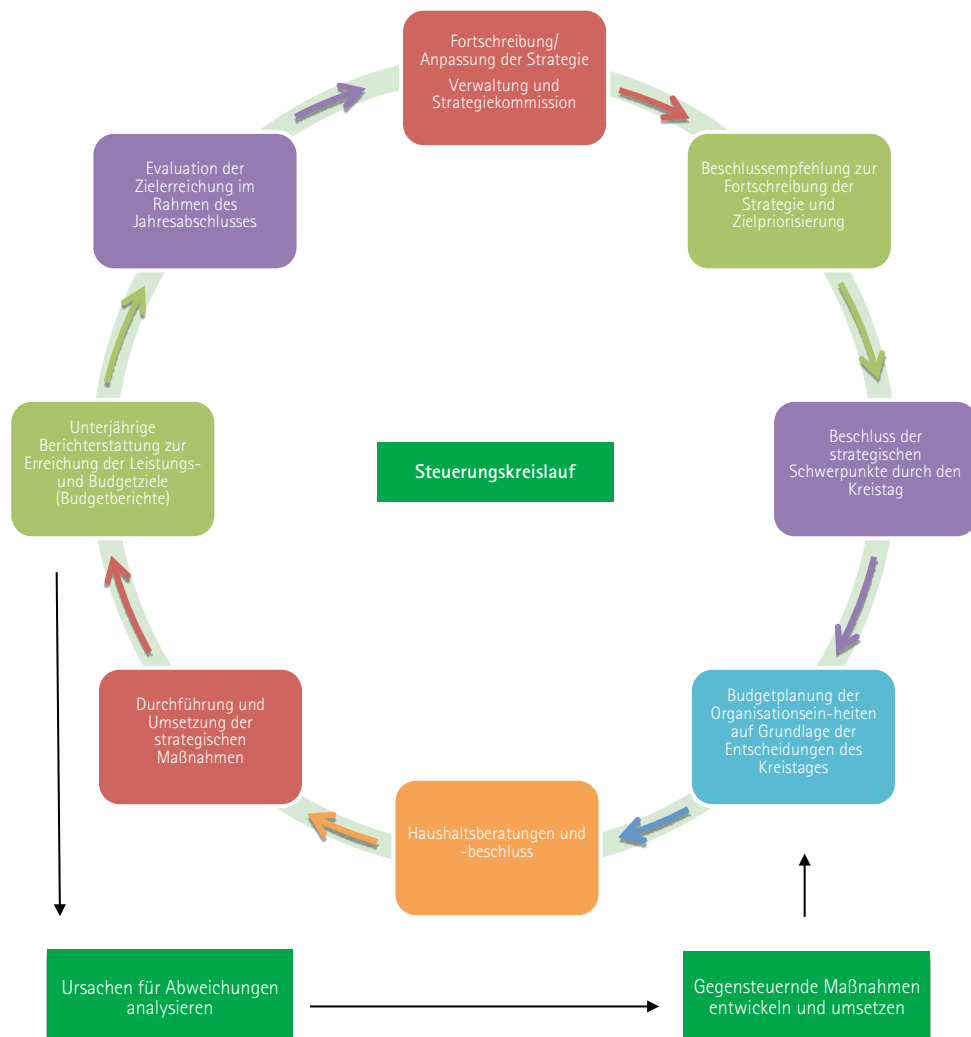 Fortschreibung/
Anpassung der Strategie
Verwaltung und
Strategiekommission
Beschlussempfehlung zur
Fortschreibung der
Strategie und
Zielpriorisierung
Beschluss der
strategischen
Schwerpunkte durch den
Kreistag
Budgetplanung der
Organisationsein-heiten
auf Grundlage der
Entscheidungen des
Kreistages
Haushaltsberatungen und
-beschluss
Durchführung und
Umsetzung der
strategischen
Maßnahmen
Unterjährige
Berichterstattung zur
Erreichung der Leistungs-
und Budgetziele
(Budgetberichte)
Evaluation der
Zielerreichung im
Rahmen des
Jahresabschlusses
Steuerungskreislauf
Ursachen für Abweichungen
analysieren
Gegensteuernde Maßnahmen
entwickeln und umsetzen